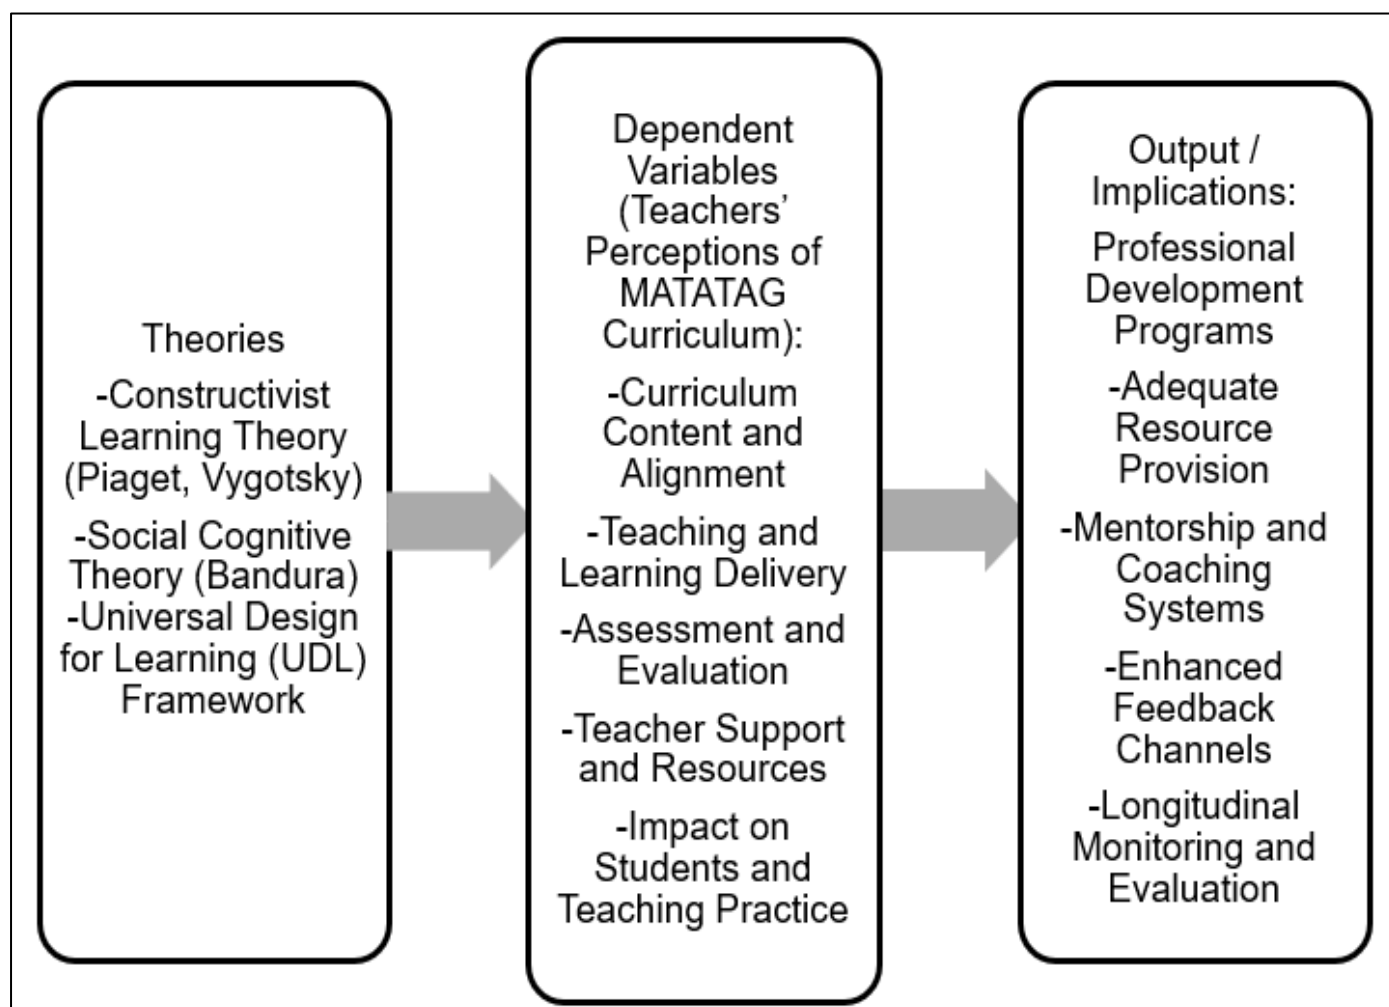 Theories
-Constructivist
Learning Theory
(Piaget, Vygotsky)
-Social Cognitive
Theory (Bandura)
-Universal Design
for Learning (UDL)
Framework
Dependent
Variables
(Teachers’
Perceptions of
MATATAG
Curriculum):
-Curriculum
Content and
Alignment
-Teaching and
Learning Delivery
-Assessment and
Evaluation
-Teacher Support
and Resources
-Impact on
Students and
Teaching Practice
Output /
Implications:
Professional
Development
Programs
-Adequate
Resource
Provision
-Mentorship and
Coaching
Systems
-Enhanced
Feedback
Channels
-Longitudinal
Monitoring and
Evaluation